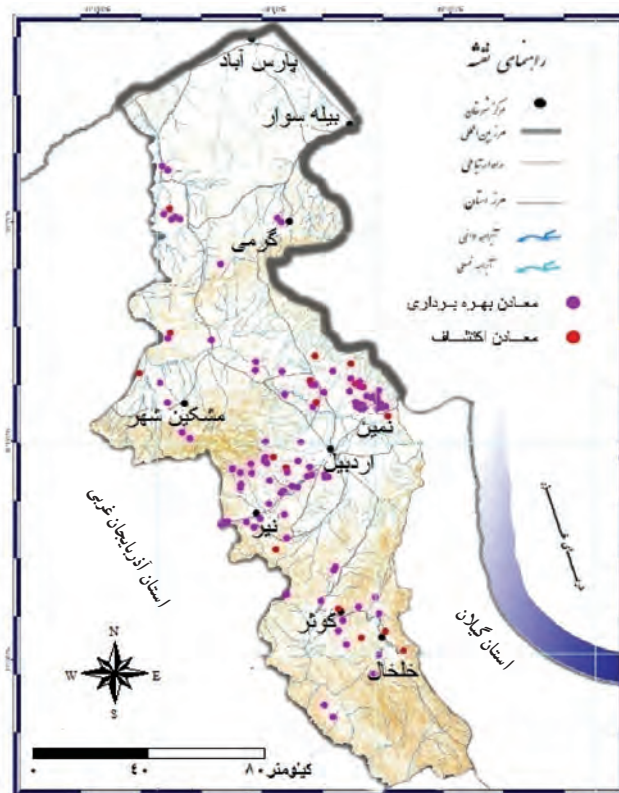 راهنمای نقشه
مرکز شهرستان
مرز بین المللی
راه ارتباطی
مرز استان
آبراهه دائمی
آبراهه فصلی
معادن بهره برداری
معادن اکتشاف
پارس آباد
بیله سوار
گرمی
مشکین شهر
نمین
اردبیل
نیر
کوثر
خلخال
استان آذربایجان غربی
استان گیلان
N
W E
S
۰ ۴۰ ۸۰ کیلومتر